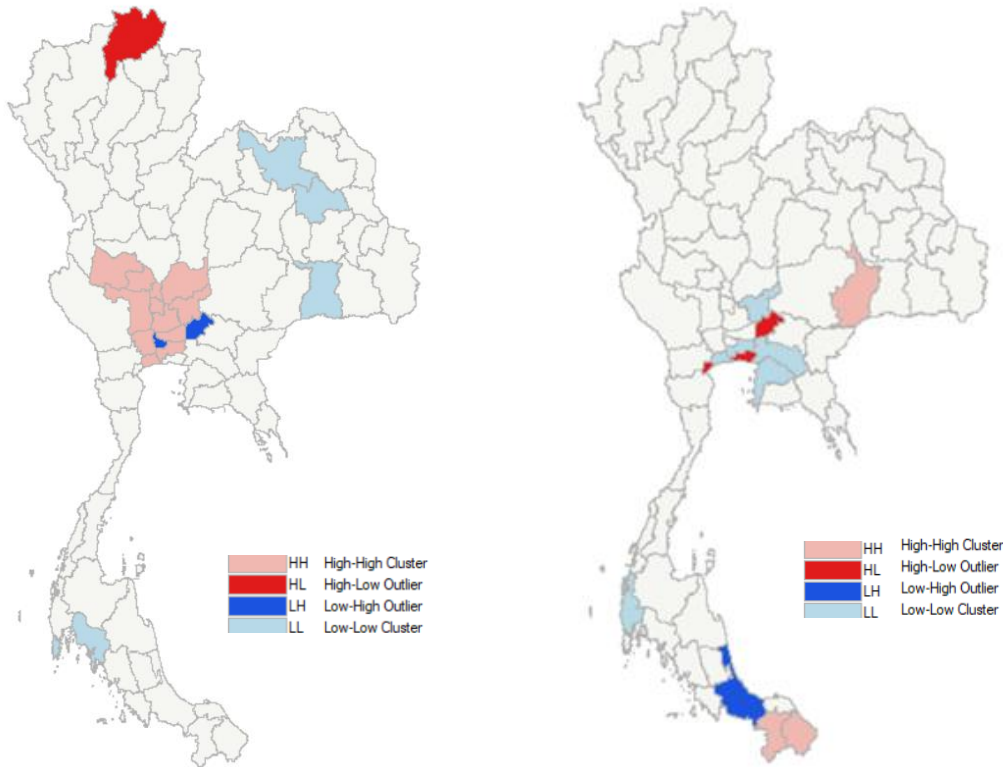 HH High-High Cluster
HL High-Low Outlier
LH Low-High Outlier
LL Low-Low Cluster
HH High-High Cluster
HL High-Low Outlier
LH Low-High Outlier
LL Low-Low Cluster